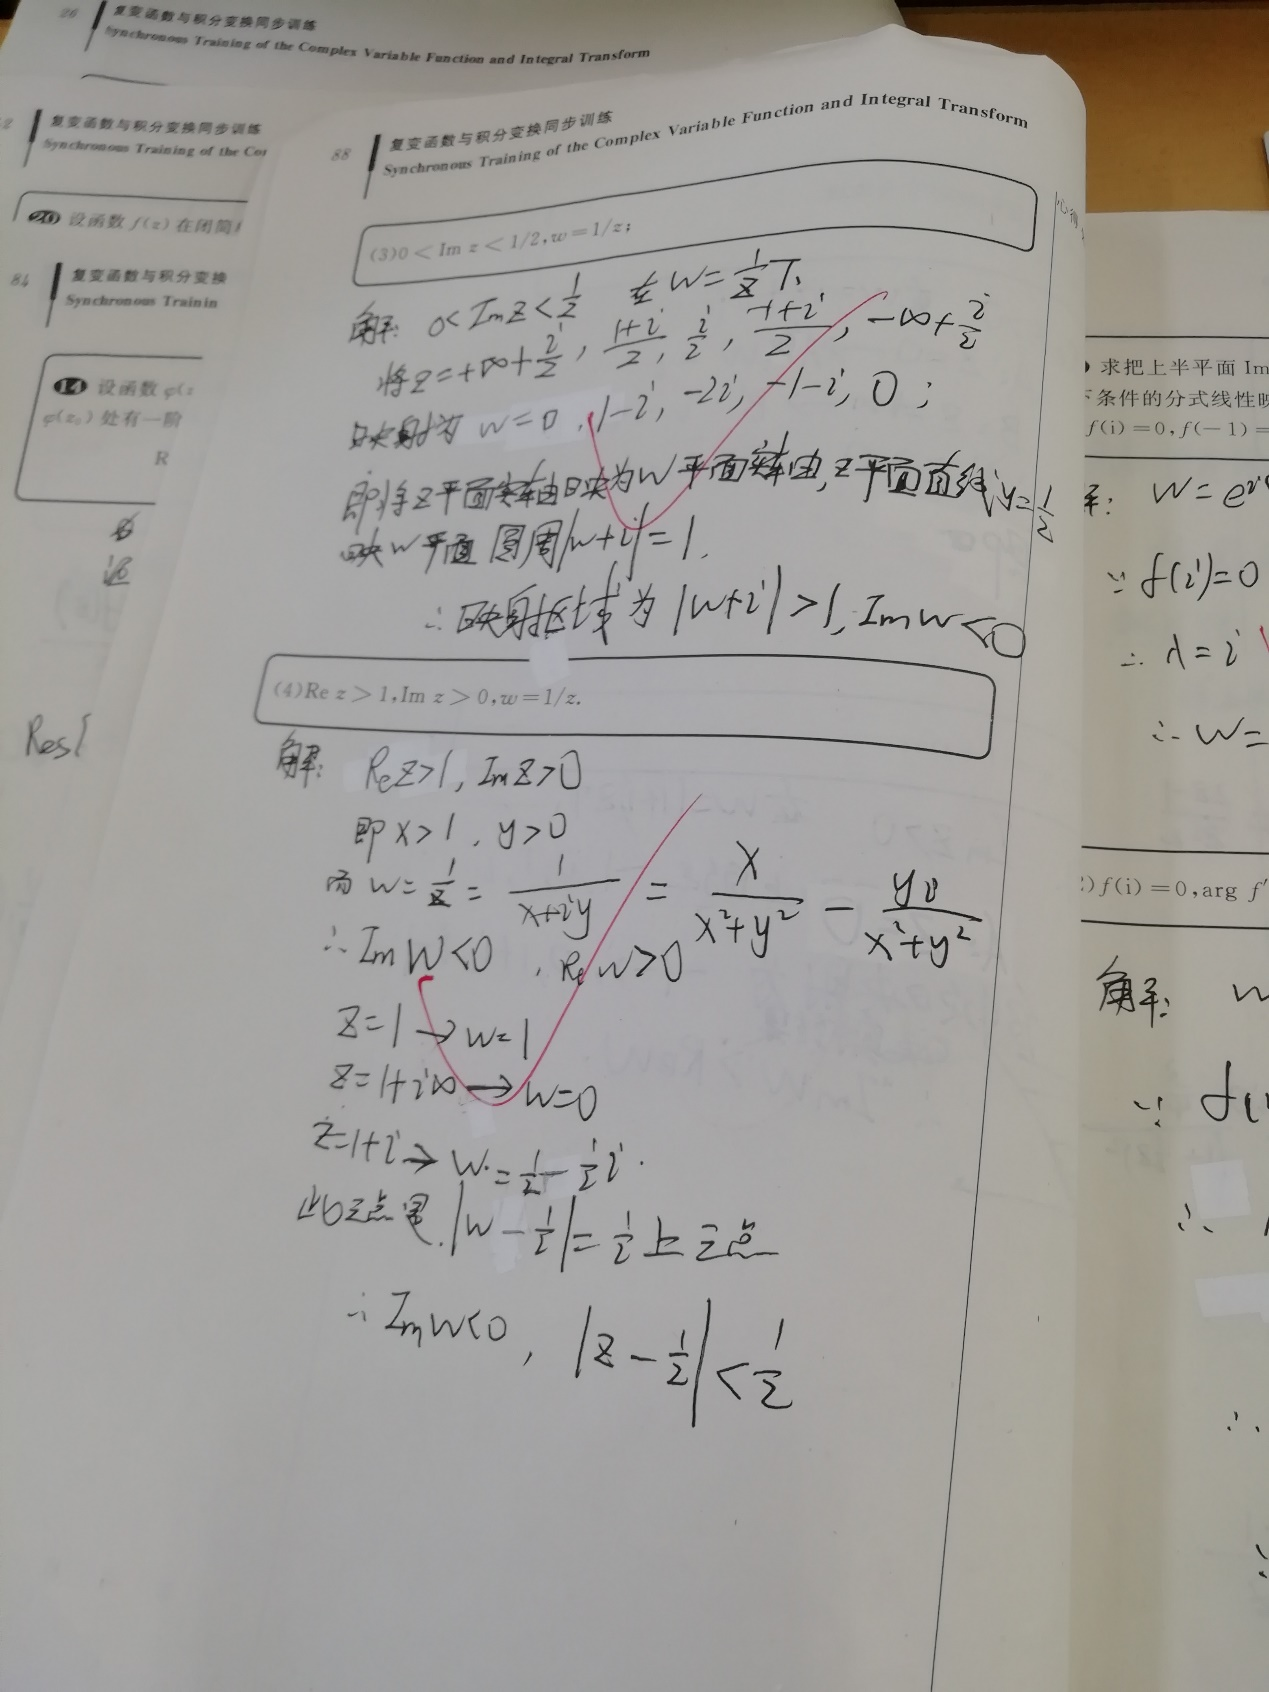 26 复变函数与积分变换同步训练
Synchronous Training of the Complex Variable Function and Integral Transform
复变函数与积分变换同步训练
Synchronous Training of the Co
20 设函数 f(z) 在闭简
84 复变函数与积分变换
Synchronous Trainin
14 设函数 φ(z
φ(z₀) 处有一阶
R
Res[
88 复变函数与积分变换同步训练
Synchronous Training of the Complex Variable Function and Integral Transform
(3) 0 < Im z < 1/2, w = 1/z;
解: 0 < Im z < 1/2 在 w = 1/z 下
将 z = +∞ + i/2, (1+i)/2, i/2, (-1+i)/2, -∞ + i/2
映射为 w = 0, 1-i, -2i, -1-i, 0;
即将z平面实轴映为w平面实轴, z平面直线 y = 1/2
映w平面圆周 |w+i| = 1.
∴ 映射区域为 |w+i| > 1, Im w < 0
(4) Re z > 1, Im z > 0, w = 1/z.
解: Re z > 1, Im z > 0
即 x > 1, y > 0
而 w = 1/z = 1/(x+iy) = x/(x²+y²) - yi/(x²+y²)
∴ Im w < 0, Re w > 0
z = 1 → w = 1
z = 1+i∞ → w = 0
z = 1+i → w = 1/2 - 1/2 i.
此三点是 |w - 1/2| = 1/2 上三点
∴ Im w < 0, |z - 1/2| < 1/2
求把上半平面 Im
下条件的分式线性映
f(i) = 0, f(-1) =
解: w = e^i
∵ f(i) = 0
∴ λ = i
∴ w =
) f(i) = 0, arg f′
解: w
∵ f(
∴
∴